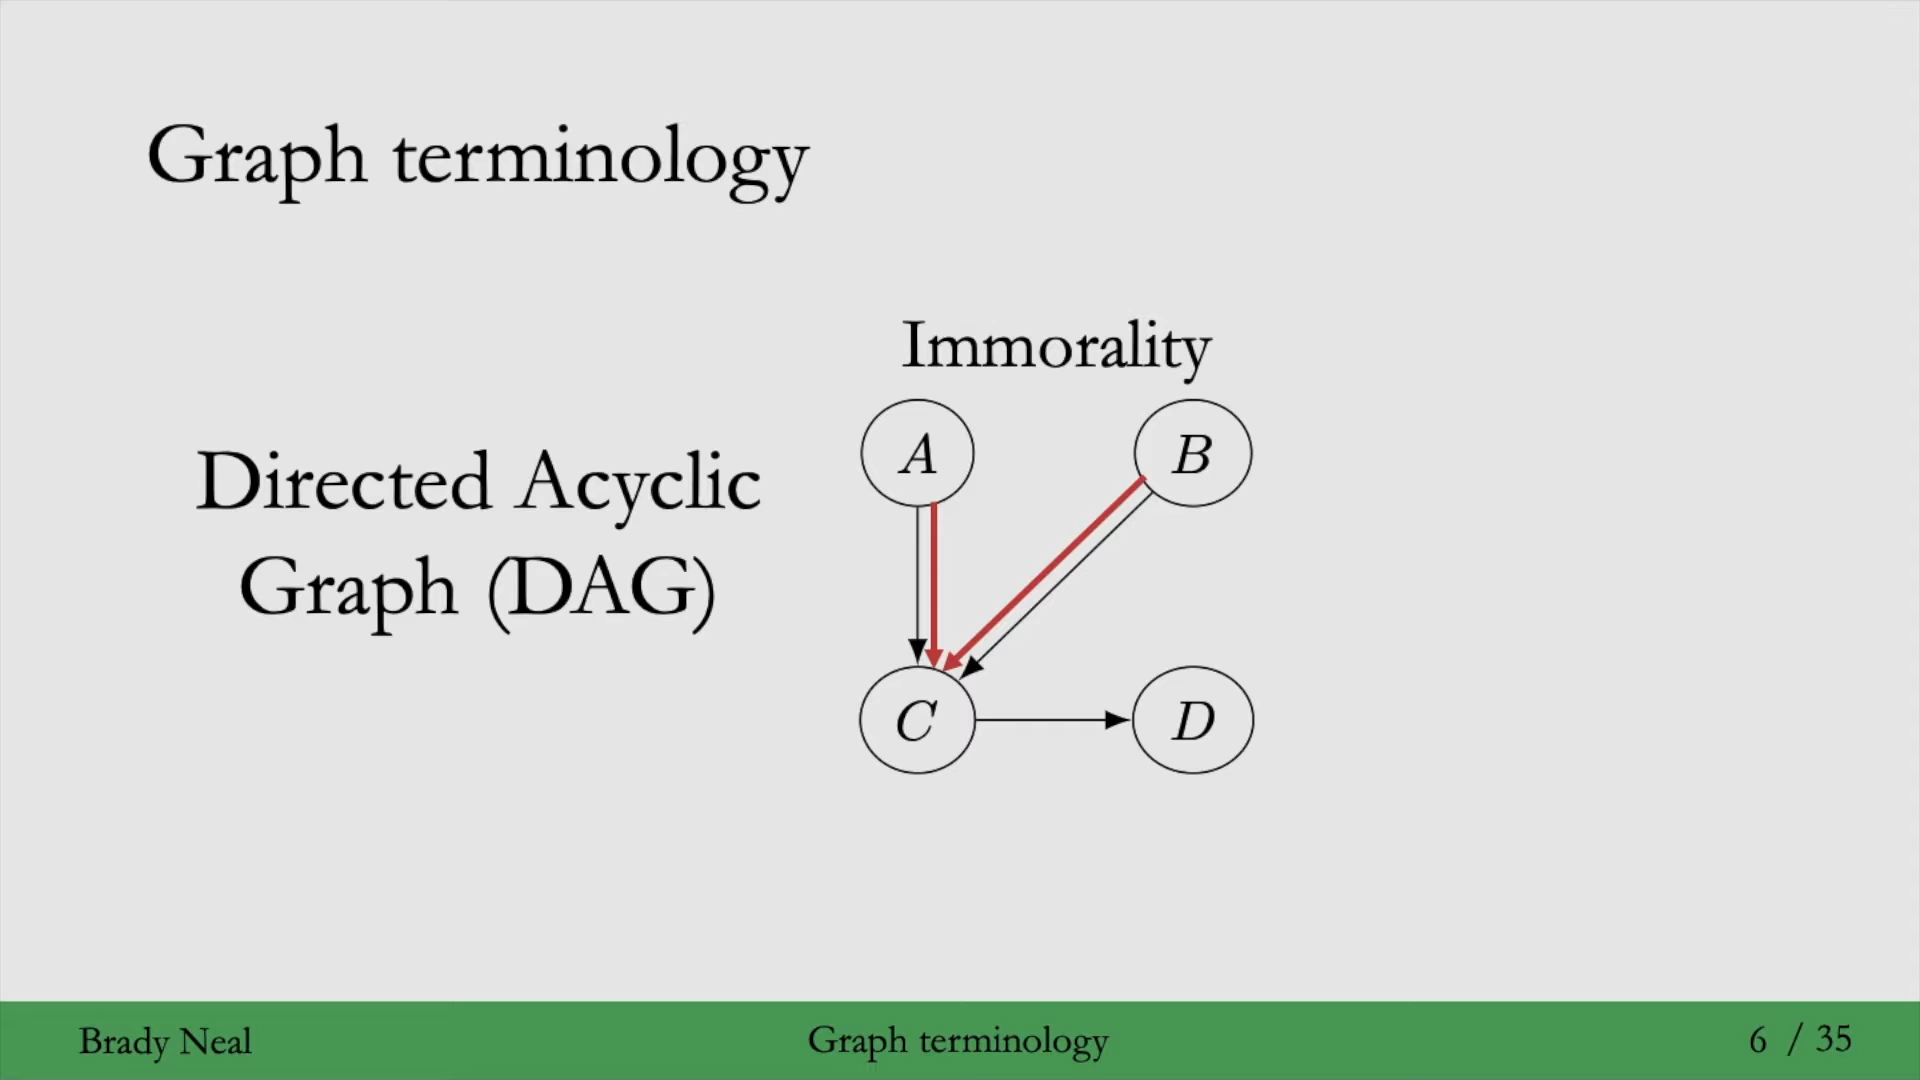 Graph terminology
Immorality
Directed Acyclic
Graph (DAG)
A
B
C
D
Brady Neal
Graph terminology
6 / 35